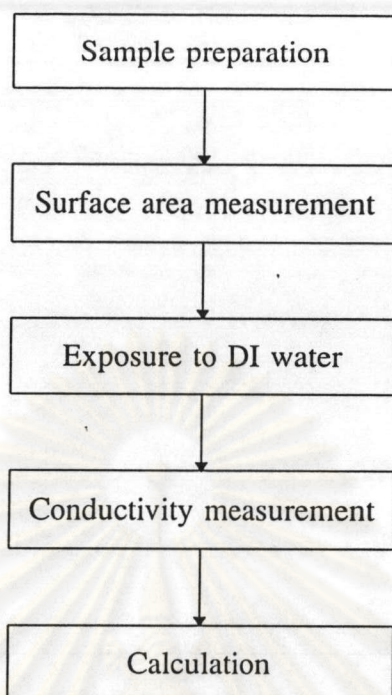 Sample preparation
Surface area measurement
Exposure to DI water
Conductivity measurement
Calculation